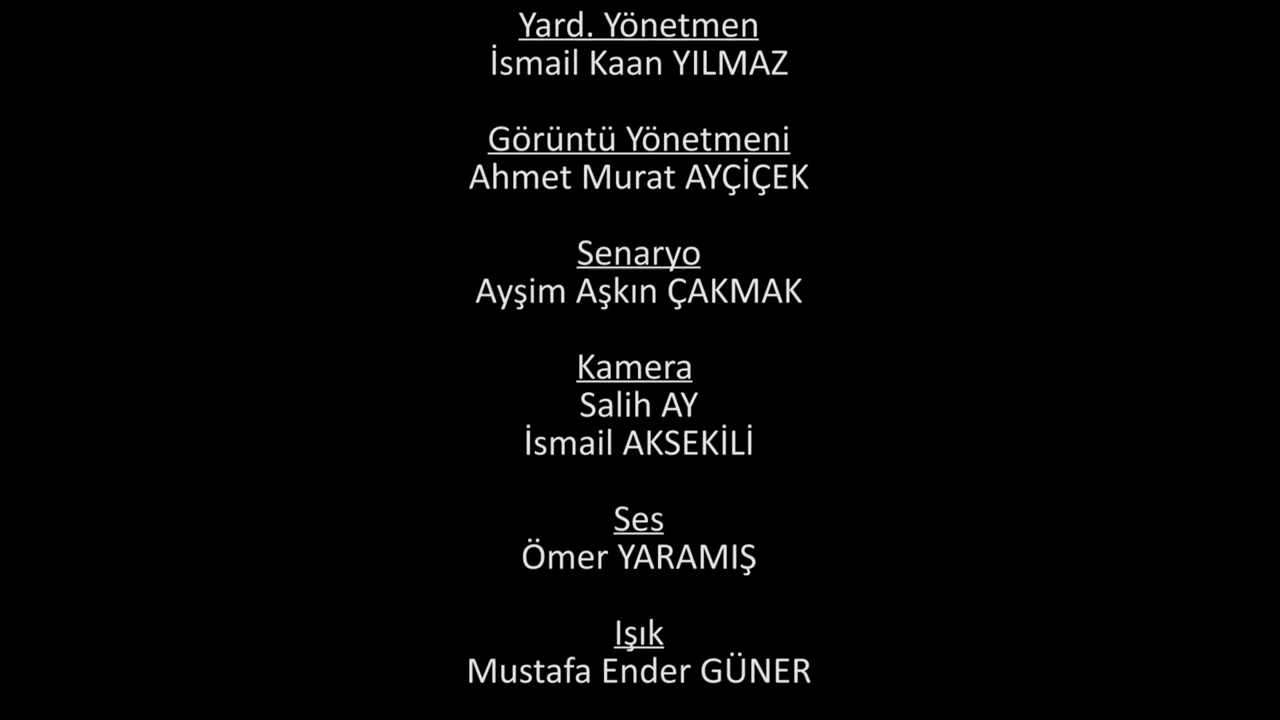 Yard. Yönetmen
İsmail Kaan YILMAZ
Görüntü Yönetmeni
Ahmet Murat AYÇİÇEK
Senaryo
Ayşim Aşkın ÇAKMAK
Kamera
Salih AY
İsmail AKSEKİLİ
Ses
Ömer YARAMIŞ
Işık
Mustafa Ender GÜNER